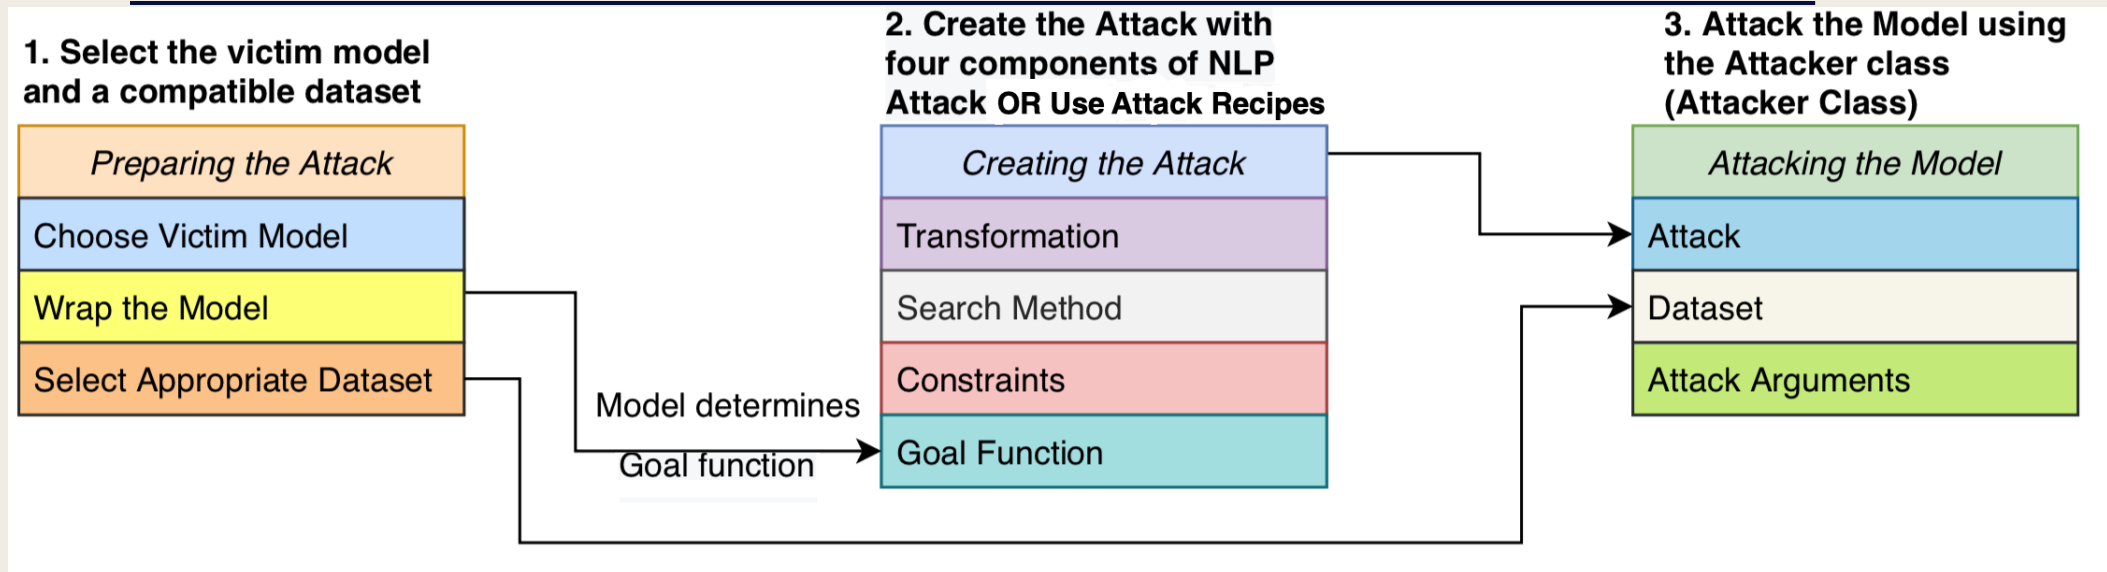 1. Select the victim model
and a compatible dataset
Preparing the Attack
Choose Victim Model
Wrap the Model
Select Appropriate Dataset
Model determines
Goal function
2. Create the Attack with
four components of NLP
Attack OR Use Attack Recipes
Creating the Attack
Transformation
Search Method
Constraints
Goal Function
3. Attack the Model using
the Attacker class
(Attacker Class)
Attacking the Model
Attack
Dataset
Attack Arguments